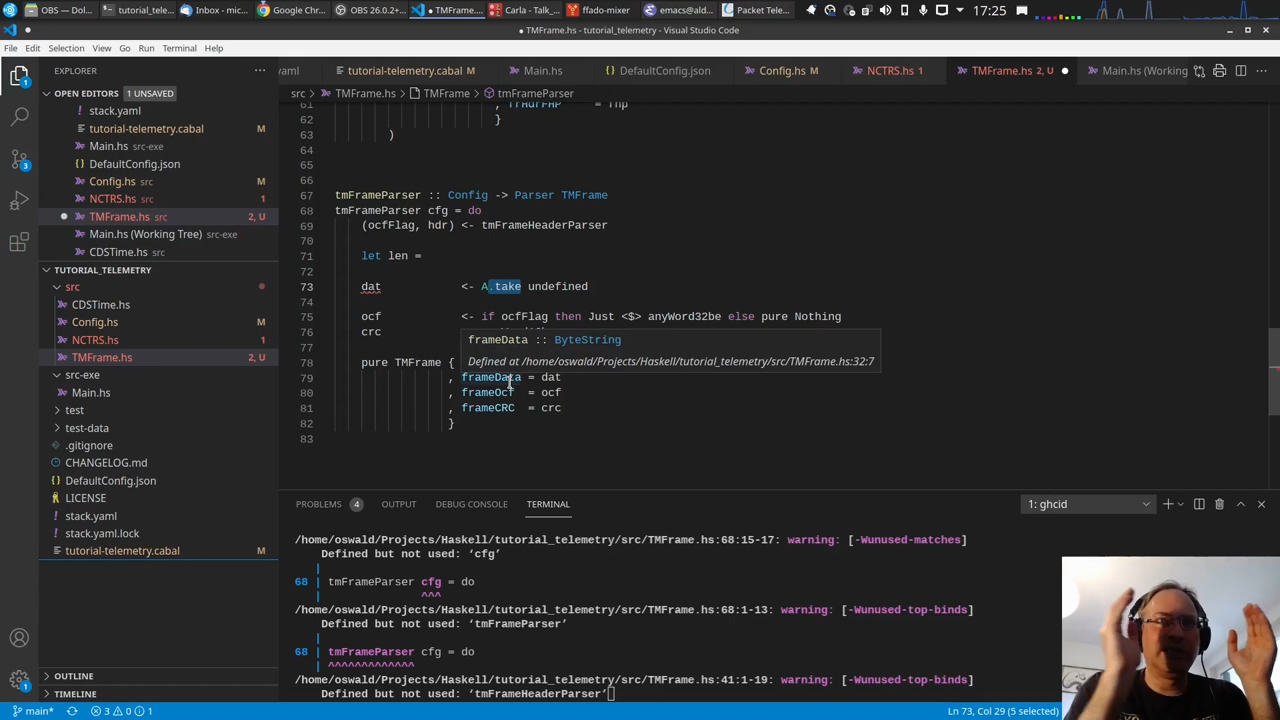 OBS — D…
tutorial_tele…
Inbox - mic…
Google Chr…
OBS 26.0.2+…
TMFrame.…
Carla - Talk_…
ffado-mixer
emacs@ald…
Packet Tele…
17:25
● TMFrame.hs - tutorial_telemetry - Visual Studio Code
File Edit Selection View Go Run Terminal Help
EXPLORER
OPEN EDITORS 1 UNSAVED
stack.yaml
tutorial-telemetry.cabal M
Main.hs src-exe
DefaultConfig.json
Config.hs src M
NCTRS.hs src 1
TMFrame.hs src 2, U
Main.hs (Working Tree) src-exe
CDSTime.hs src
TUTORIAL_TELEMETRY
src
CDSTime.hs
Config.hs M
NCTRS.hs 1
TMFrame.hs 2, U
src-exe
Main.hs
test
test-data
.gitignore
CHANGELOG.md
DefaultConfig.json
LICENSE
stack.yaml
stack.yaml.lock
tutorial-telemetry.cabal M
OUTLINE
TIMELINE
1
3
yaml
tutorial-telemetry.cabal M
Main.hs
DefaultConfig.json
Config.hs M
NCTRS.hs 1
TMFrame.hs 2, U ●
Main.hs (Working
src > TMFrame.hs > TMFrame > tmFrameParser
61 , frHdrFHP = fhp
62 }
63 )
64
65
66
67 tmFrameParser :: Config -> Parser TMFrame
68 tmFrameParser cfg = do
69 (ocfFlag, hdr) <- tmFrameHeaderParser
70
71 let len =
72
73 dat <- A.take undefined
74
75 ocf <- if ocfFlag then Just <$> anyWord32be else pure Nothing
76 crc
77
78 pure TMFrame {
79 , frameData = dat
80 , frameOcf = ocf
81 , frameCRC = crc
82 }
83
frameData :: ByteString
Defined at /home/oswald/Projects/Haskell/tutorial_telemetry/src/TMFrame.hs:32:7
PROBLEMS 4 OUTPUT DEBUG CONSOLE TERMINAL
1: ghcid
/home/oswald/Projects/Haskell/tutorial_telemetry/src/TMFrame.hs:68:15-17: warning: [-Wunused-matches]
Defined but not used: ‘cfg’
|
68 | tmFrameParser cfg = do
| ^^^
/home/oswald/Projects/Haskell/tutorial_telemetry/src/TMFrame.hs:68:1-13: warning: [-Wunused-top-binds]
Defined but not used: ‘tmFrameParser’
|
68 | tmFrameParser cfg = do
| ^^^^^^^^^^^^^
/home/oswald/Projects/Haskell/tutorial_telemetry/src/TMFrame.hs:41:1-19: warning: [-Wunused-top-binds]
Defined but not used: ‘tmFrameHeaderParser’
main* 3 0 1
Ln 73, Col 29 (5 selected)